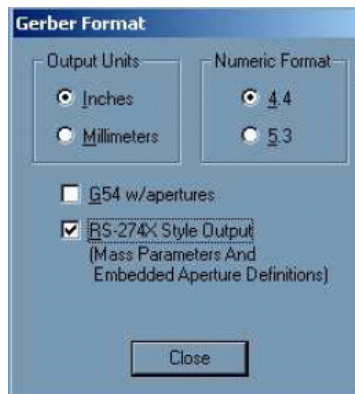 Gerber Format
Output Units
Numeric Format
Inches
4.4
Millimeters
5.3
G54 w/apertures
RS-274X Style Output
(Mass Parameters And
Embedded Aperture Definitions)
Close